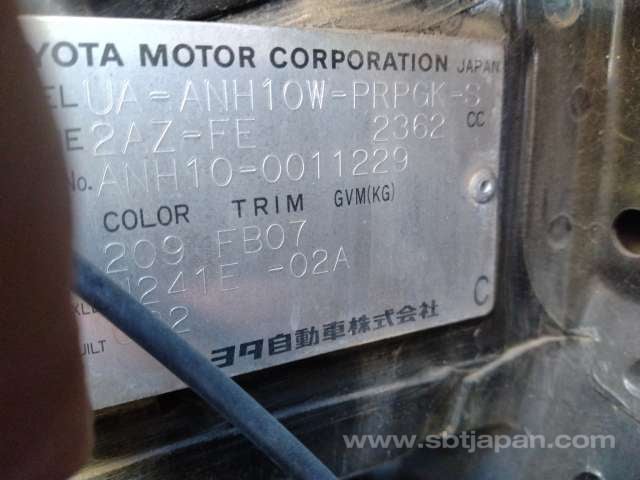 YOTA MOTOR CORPORATION JAPAN
EL UA-ANH10W-PRPGK-S
E 2AZ-FE 2362 CC
No. ANH10-0011229
COLOR TRIM GVM(KG)
209 FB07
241E -02A
UILT 2
C
ヨタ自動車株式会社
www.sbtjapan.com